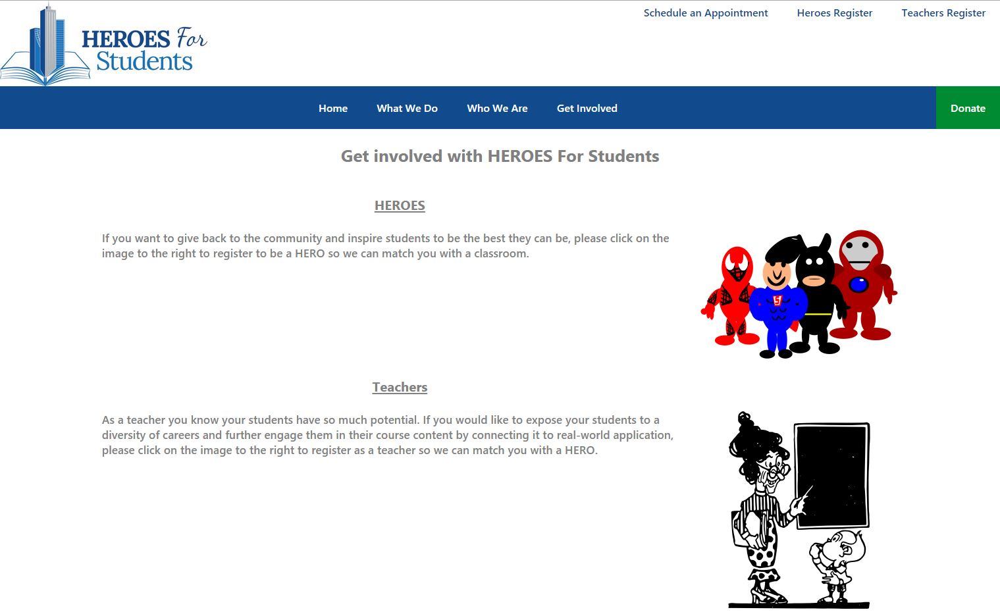 Schedule an Appointment Heroes Register Teachers Register
HEROES For
Students
Home What We Do Who We Are Get Involved Donate
Get involved with HEROES For Students
HEROES
If you want to give back to the community and inspire students to be the best they can be, please click on the
image to the right to register to be a HERO so we can match you with a classroom.
S
Teachers
As a teacher you know your students have so much potential. If you would like to expose your students to a
diversity of careers and further engage them in their course content by connecting it to real-world application,
please click on the image to the right to register as a teacher so we can match you with a HERO.